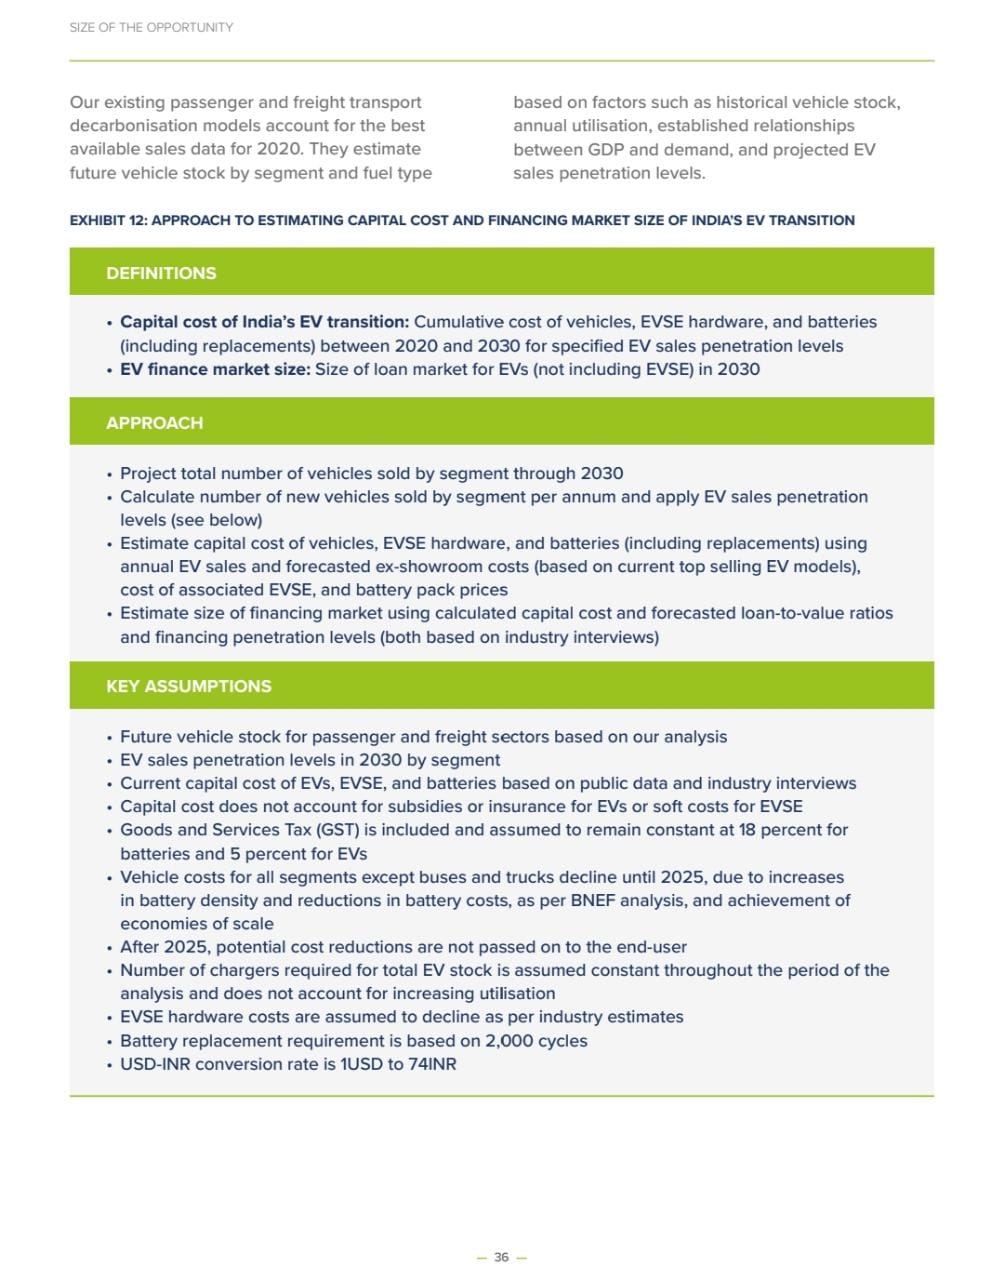 SIZE OF THE OPPORTUNITY
Our existing passenger and freight transport
decarbonisation models account for the best
available sales data for 2020. They estimate
future vehicle stock by segment and fuel type
based on factors such as historical vehicle stock,
annual utilisation, established relationships
between GDP and demand, and projected EV
sales penetration levels.
EXHIBIT 12: APPROACH TO ESTIMATING CAPITAL COST AND FINANCING MARKET SIZE OF INDIA’S EV TRANSITION
DEFINITIONS
• Capital cost of India’s EV transition: Cumulative cost of vehicles, EVSE hardware, and batteries
(including replacements) between 2020 and 2030 for specified EV sales penetration levels
• EV finance market size: Size of loan market for EVs (not including EVSE) in 2030
APPROACH
• Project total number of vehicles sold by segment through 2030
• Calculate number of new vehicles sold by segment per annum and apply EV sales penetration
levels (see below)
• Estimate capital cost of vehicles, EVSE hardware, and batteries (including replacements) using
annual EV sales and forecasted ex-showroom costs (based on current top selling EV models),
cost of associated EVSE, and battery pack prices
• Estimate size of financing market using calculated capital cost and forecasted loan-to-value ratios
and financing penetration levels (both based on industry interviews)
KEY ASSUMPTIONS
• Future vehicle stock for passenger and freight sectors based on our analysis
• EV sales penetration levels in 2030 by segment
• Current capital cost of EVs, EVSE, and batteries based on public data and industry interviews
• Capital cost does not account for subsidies or insurance for EVs or soft costs for EVSE
• Goods and Services Tax (GST) is included and assumed to remain constant at 18 percent for
batteries and 5 percent for EVs
• Vehicle costs for all segments except buses and trucks decline until 2025, due to increases
in battery density and reductions in battery costs, as per BNEF analysis, and achievement of
economies of scale
• After 2025, potential cost reductions are not passed on to the end-user
• Number of chargers required for total EV stock is assumed constant throughout the period of the
analysis and does not account for increasing utilisation
• EVSE hardware costs are assumed to decline as per industry estimates
• Battery replacement requirement is based on 2,000 cycles
• USD-INR conversion rate is 1USD to 74INR
— 36 —